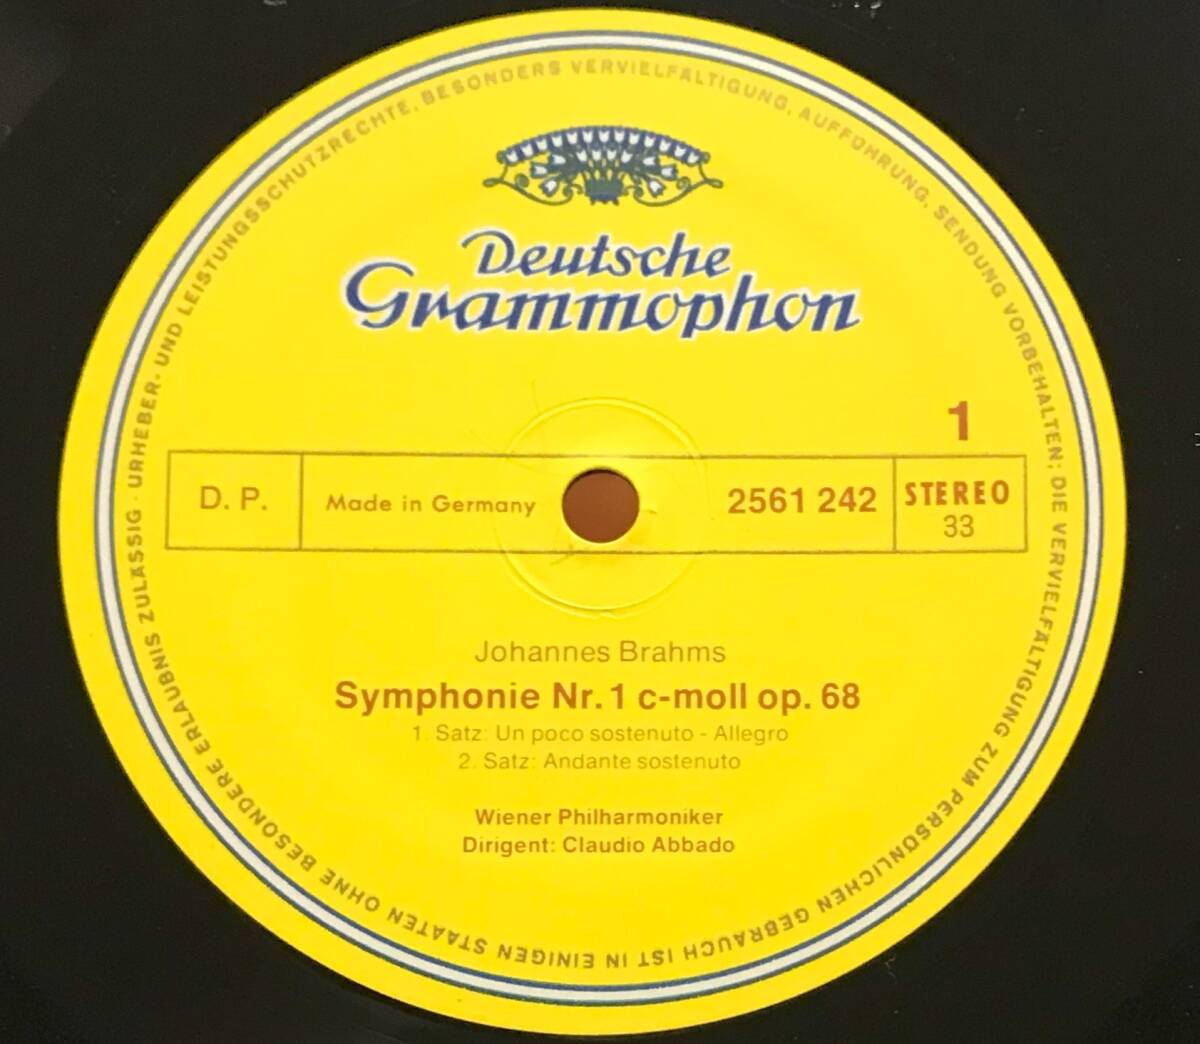 Deutsche
Grammophon
1
D. P.
Made in Germany
2561 242
STEREO
33
Johannes Brahms
Symphonie Nr. 1 c-moll op. 68
1. Satz: Un poco sostenuto - Allegro
2. Satz: Andante sostenuto
Wiener Philharmoniker
Dirigent: Claudio Abbado
URHEBER- UND LEISTUNGSSCHUTZRECHTE, BESONDERS VERVIELFÄLTIGUNG, AUFFÜHRUNG, SENDUNG VORBEHALTEN; DIE VERVIELFÄLTIGUNG ZUM PERSÖNLICHEN GEBRAUCH IST IN EINIGEN STAATEN OHNE BESONDERE ERLAUBNIS ZULÄSSIG ·